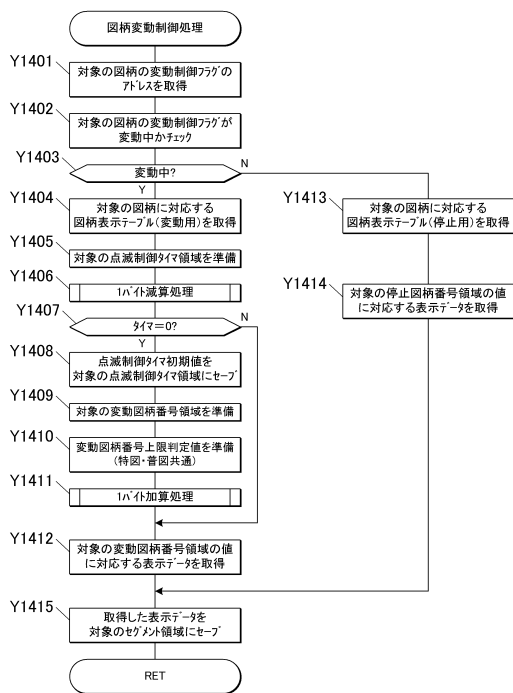 図柄変動制御処理
Y1401
対象の図柄の変動制御フラグの
アドレスを取得
Y1402
対象の図柄の変動制御フラグが
変動中かチェック
Y1403
変動中?
N
Y
Y1404
対象の図柄に対応する
図柄表示テーブル(変動用)を取得
Y1413
対象の図柄に対応する
図柄表示テーブル(停止用)を取得
Y1405
対象の点滅制御タイマ領域を準備
Y1414
対象の停止図柄番号領域の値
に対応する表示データを取得
Y1406
1バイト減算処理
Y1407
タイマ=0?
N
Y
Y1408
点滅制御タイマ初期値を
対象の点滅制御タイマ領域にセーブ
Y1409
対象の変動図柄番号領域を準備
Y1410
変動図柄番号上限判定値を準備
(特図・普図共通)
Y1411
1バイト加算処理
Y1412
対象の変動図柄番号領域の値
に対応する表示データを取得
Y1415
取得した表示データを
対象のセグメント領域にセーブ
RET